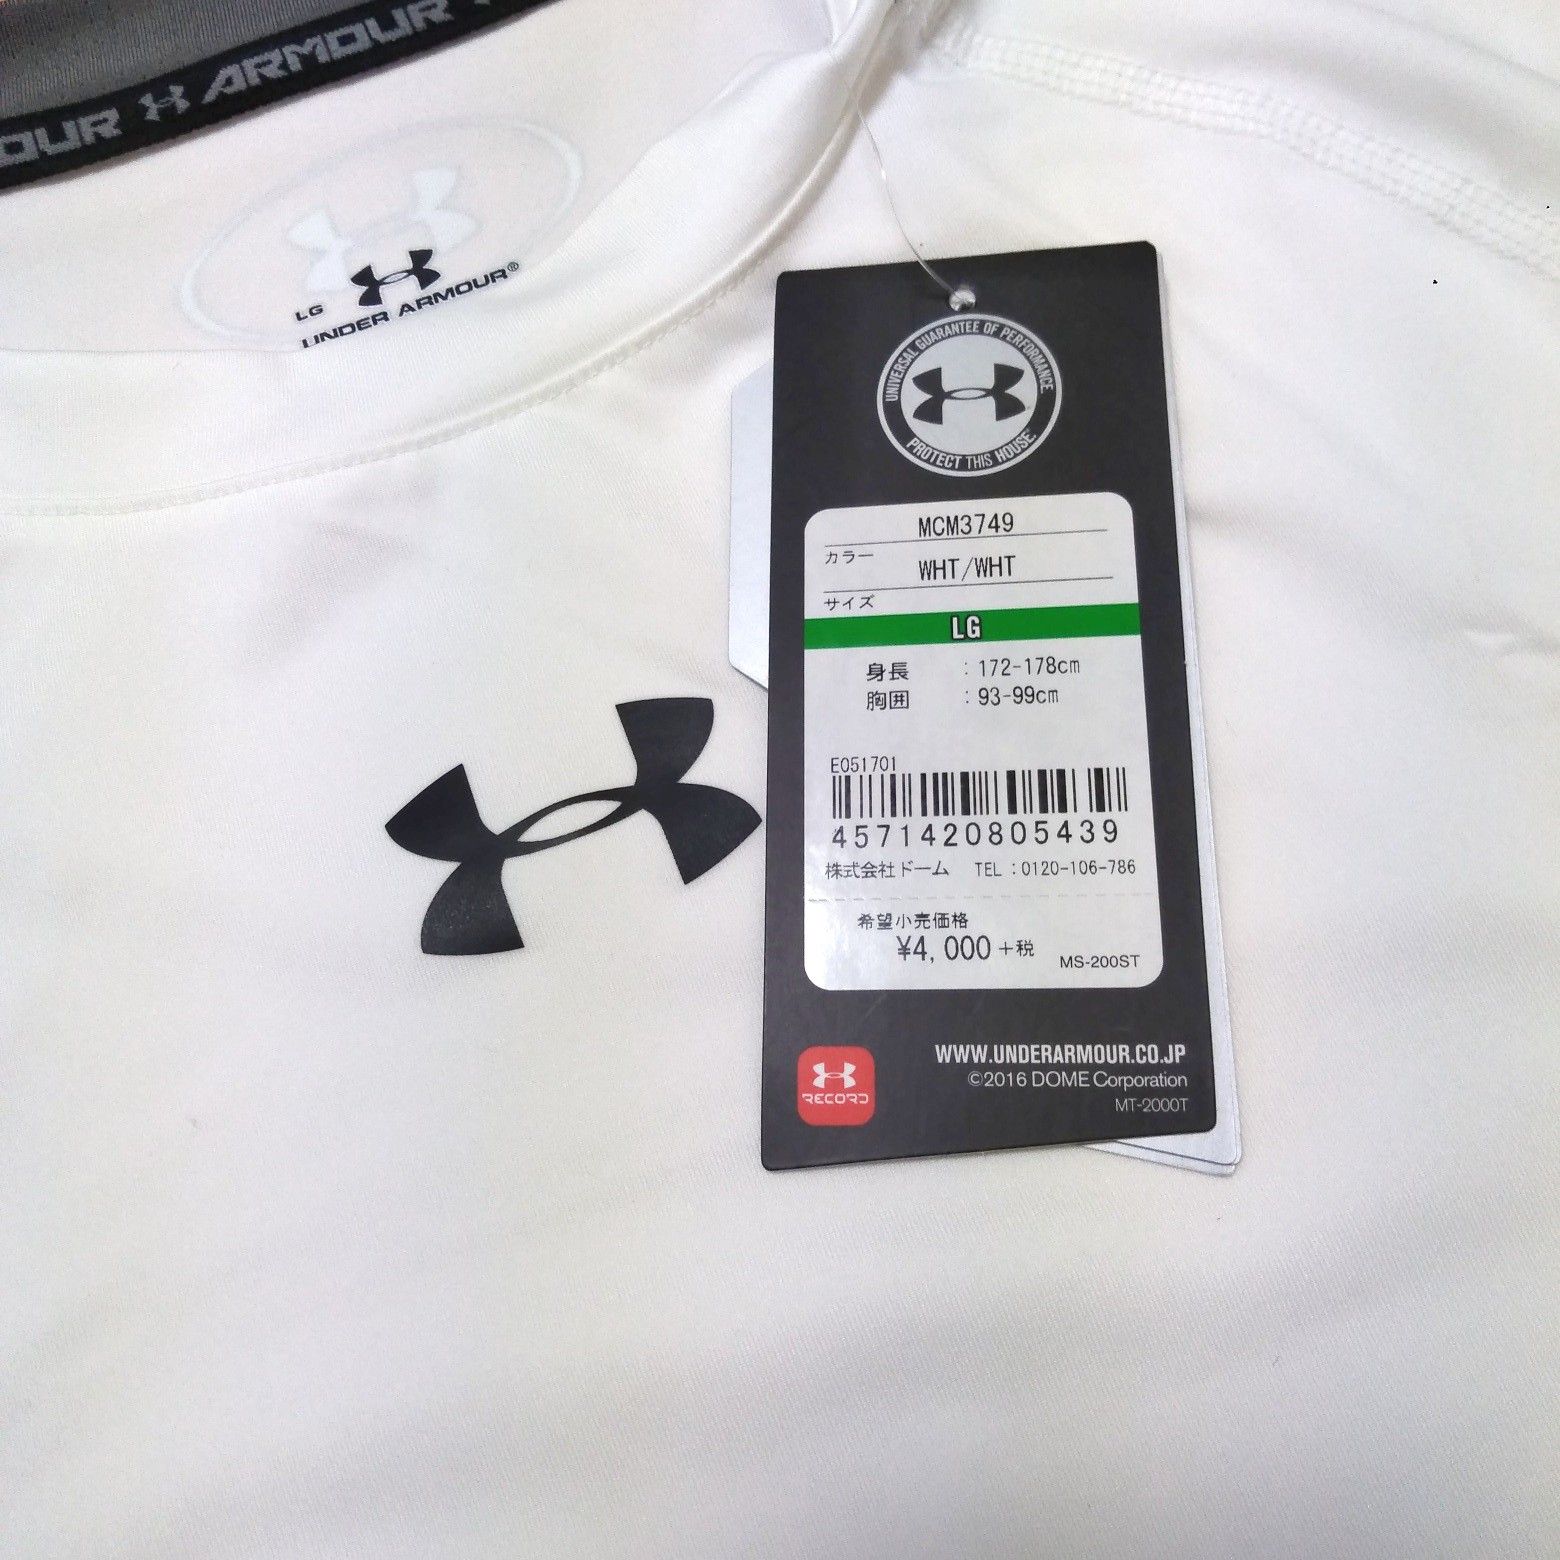 OUR ARMOUR
LG
UNDER ARMOUR®
UNIVERSAL GUARANTEE OF PERFORMANCE
PROTECT THIS HOUSE
MCM3749
カラー
WHT/WHT
サイズ
LG
身長 : 172-178cm
胸囲 : 93-99cm
E051701
4571420805439
株式会社ドーム TEL:0120-106-786
希望小売価格
¥4,000+税
MS-200ST
WWW.UNDERARMOUR.CO.JP
©2016 DOME Corporation
MT-2000T
RECORD